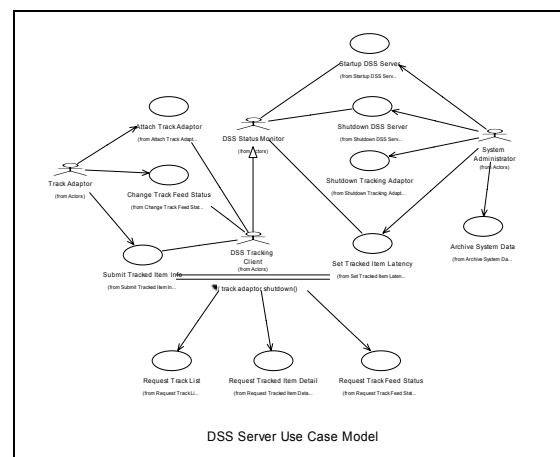 Startup DSS Server
(from Startup DSS Serv...
Attach Track Adaptor
(from Attach Track Adapt...
DSS Status Monitor
(from Actors)
Shutdown DSS Server
(from Shutdown DSS Serv...
System
Administrator
(from Actors)
Track Adaptor
(from Actors)
Change Track Feed Status
(from Change Track Feed Stat...
Shutdown Tracking Adaptor
(from Shutdown Tracking Adapt...
DSS Tracking
Client
(from Actors)
Submit Tracked Item Info
(from Submit Tracked Item In...
Set Tracked Item Latency
(from Set Tracked Item Laten...
Archive System Data
(from Archive System Da...
track adaptor shutdown()
Request Track List
(from Request Track Li...
Request Tracked Item Detail
(from Request Tracked Item Data...
Request Track Feed Status
(from Request Track Feed Stat...
DSS Server Use Case Model